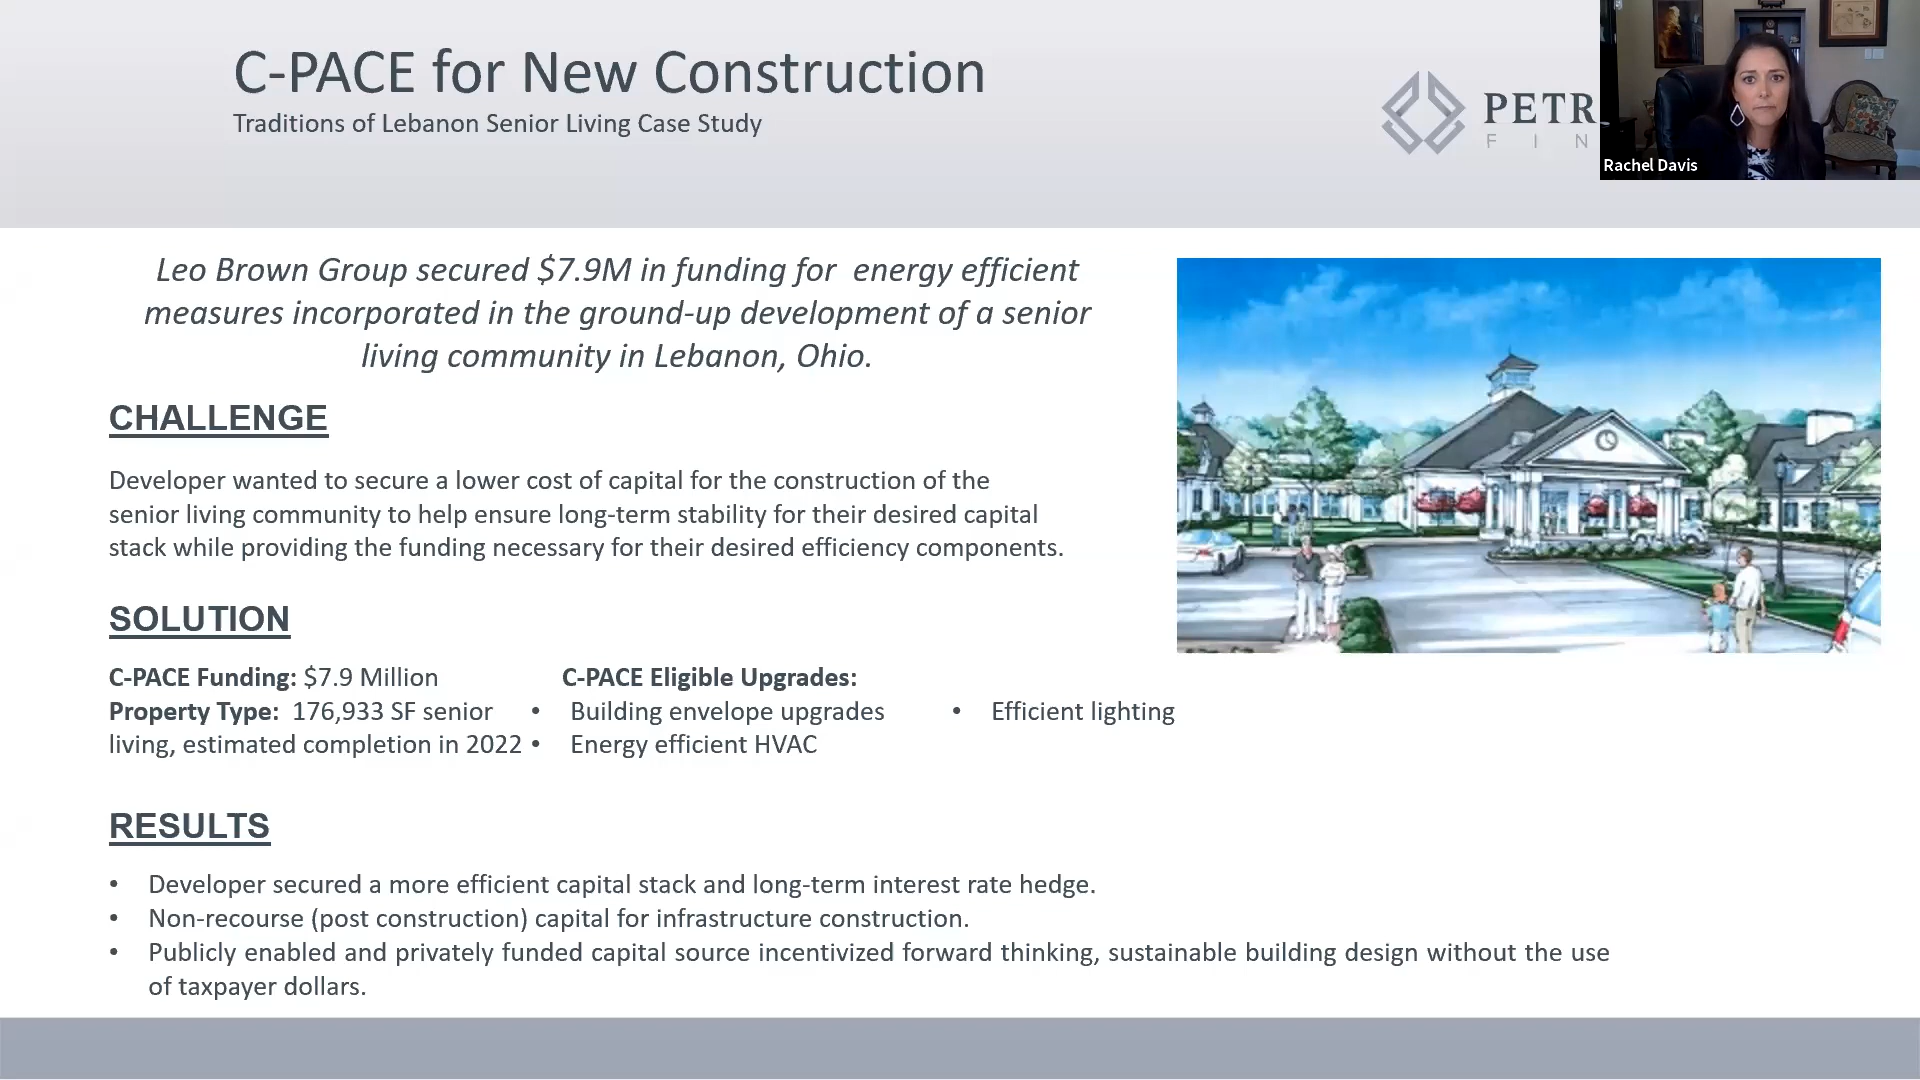 C-PACE for New Construction
Traditions of Lebanon Senior Living Case Study
PETR
F I N
Rachel Davis
Leo Brown Group secured $7.9M in funding for energy efficient
measures incorporated in the ground-up development of a senior
living community in Lebanon, Ohio.
CHALLENGE
Developer wanted to secure a lower cost of capital for the construction of the
senior living community to help ensure long-term stability for their desired capital
stack while providing the funding necessary for their desired efficiency components.
SOLUTION
C-PACE Funding: $7.9 Million
Property Type: 176,933 SF senior
living, estimated completion in 2022
C-PACE Eligible Upgrades:
• Building envelope upgrades
• Energy efficient HVAC
• Efficient lighting
RESULTS
• Developer secured a more efficient capital stack and long-term interest rate hedge.
• Non-recourse (post construction) capital for infrastructure construction.
• Publicly enabled and privately funded capital source incentivized forward thinking, sustainable building design without the use
of taxpayer dollars.